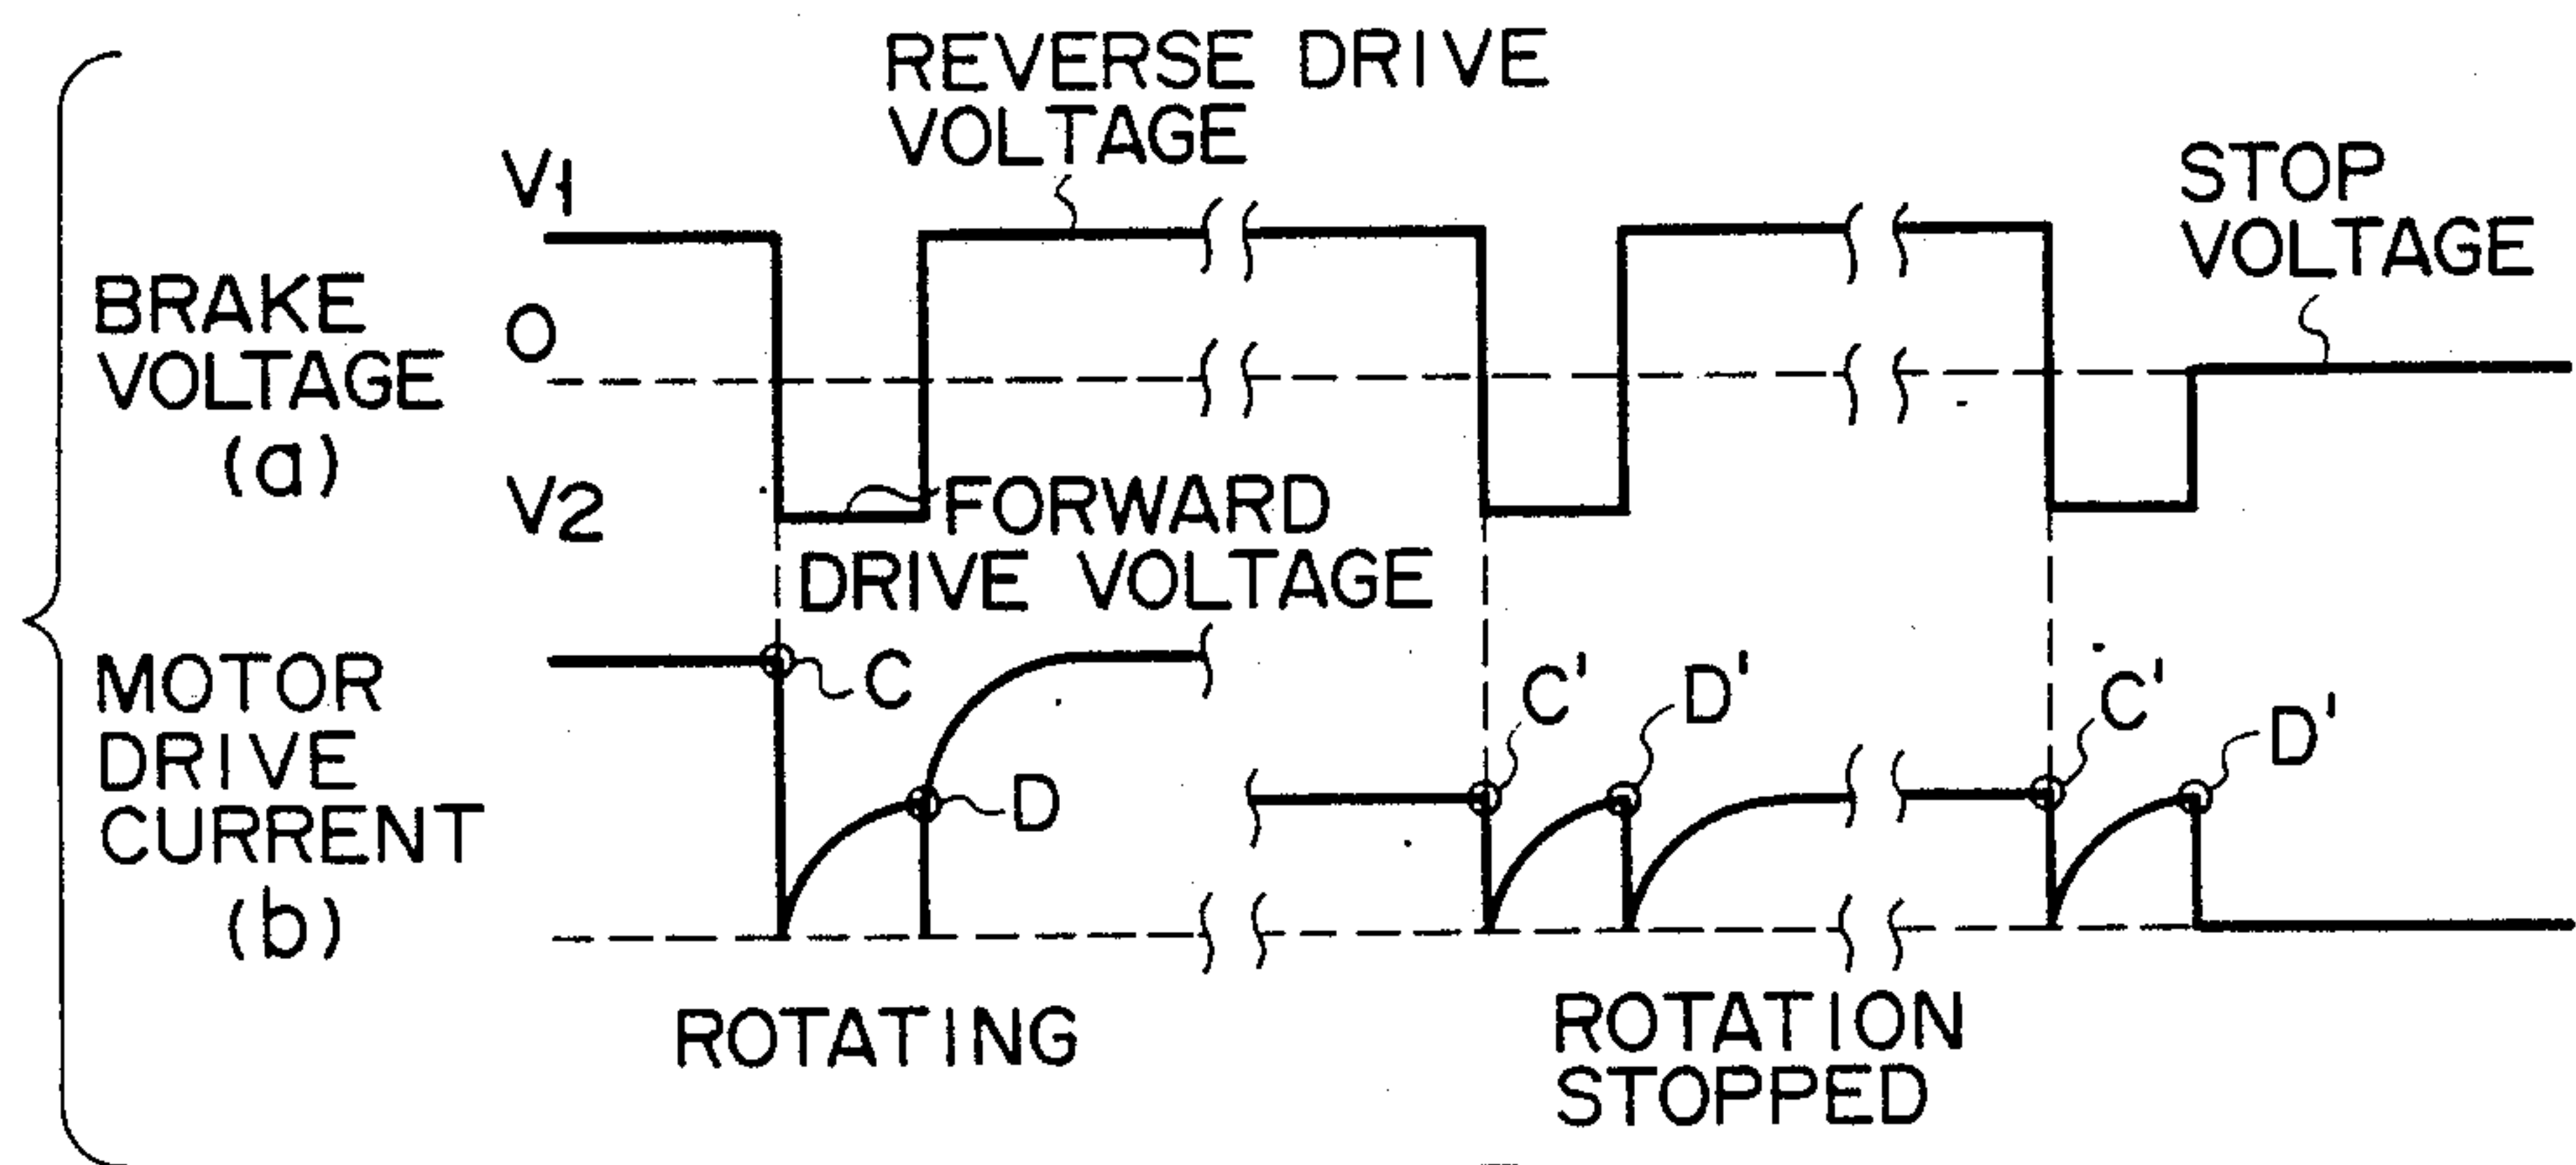 REVERSE DRIVE
VOLTAGE
V1
STOP
VOLTAGE
BRAKE
VOLTAGE
(a)
O
V2
FORWARD
DRIVE VOLTAGE
MOTOR
DRIVE
CURRENT
(b)
C
D
C'
D'
C'
D'
ROTATING
ROTATION
STOPPED